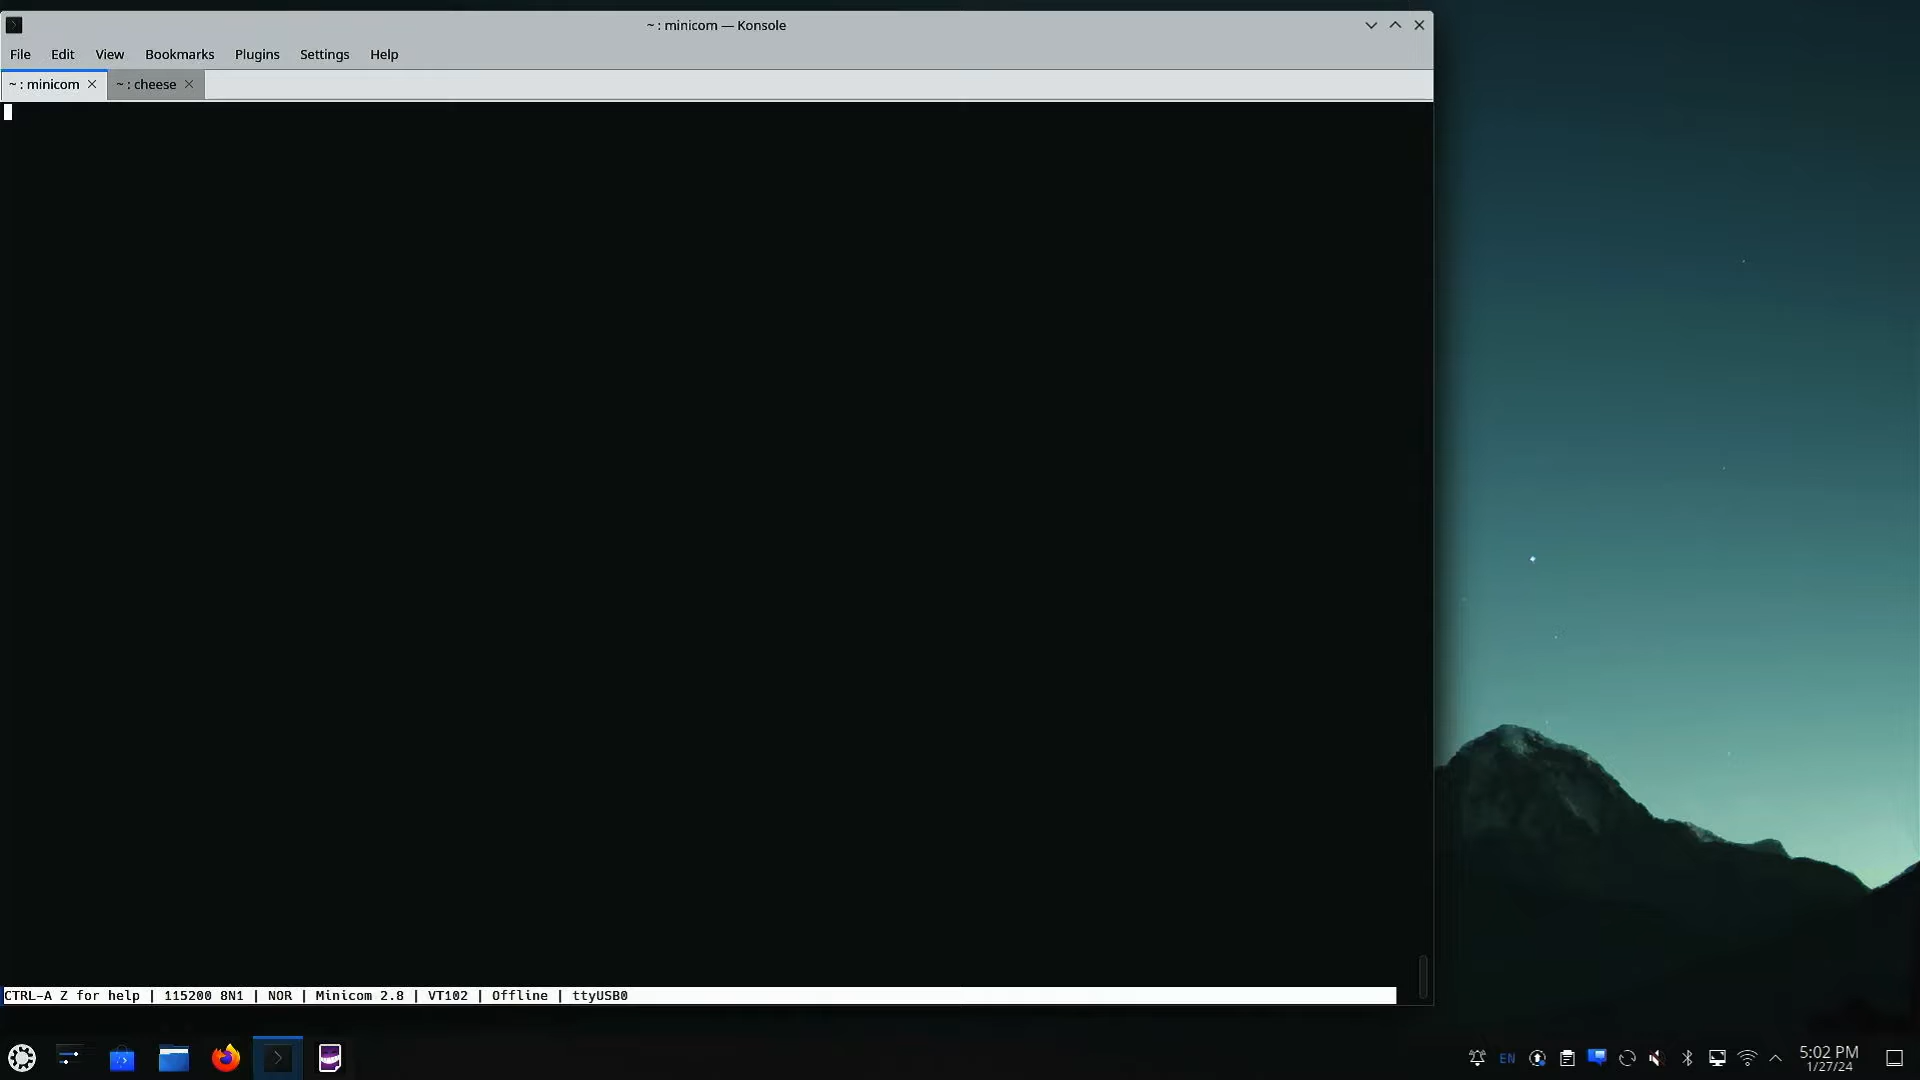 ~ : minicom — Konsole
File Edit View Bookmarks Plugins Settings Help
~ : minicom ~ : cheese
CTRL-A Z for help | 115200 8N1 | NOR | Minicom 2.8 | VT102 | Offline | ttyUSB0
EN
5:02 PM
1/27/24